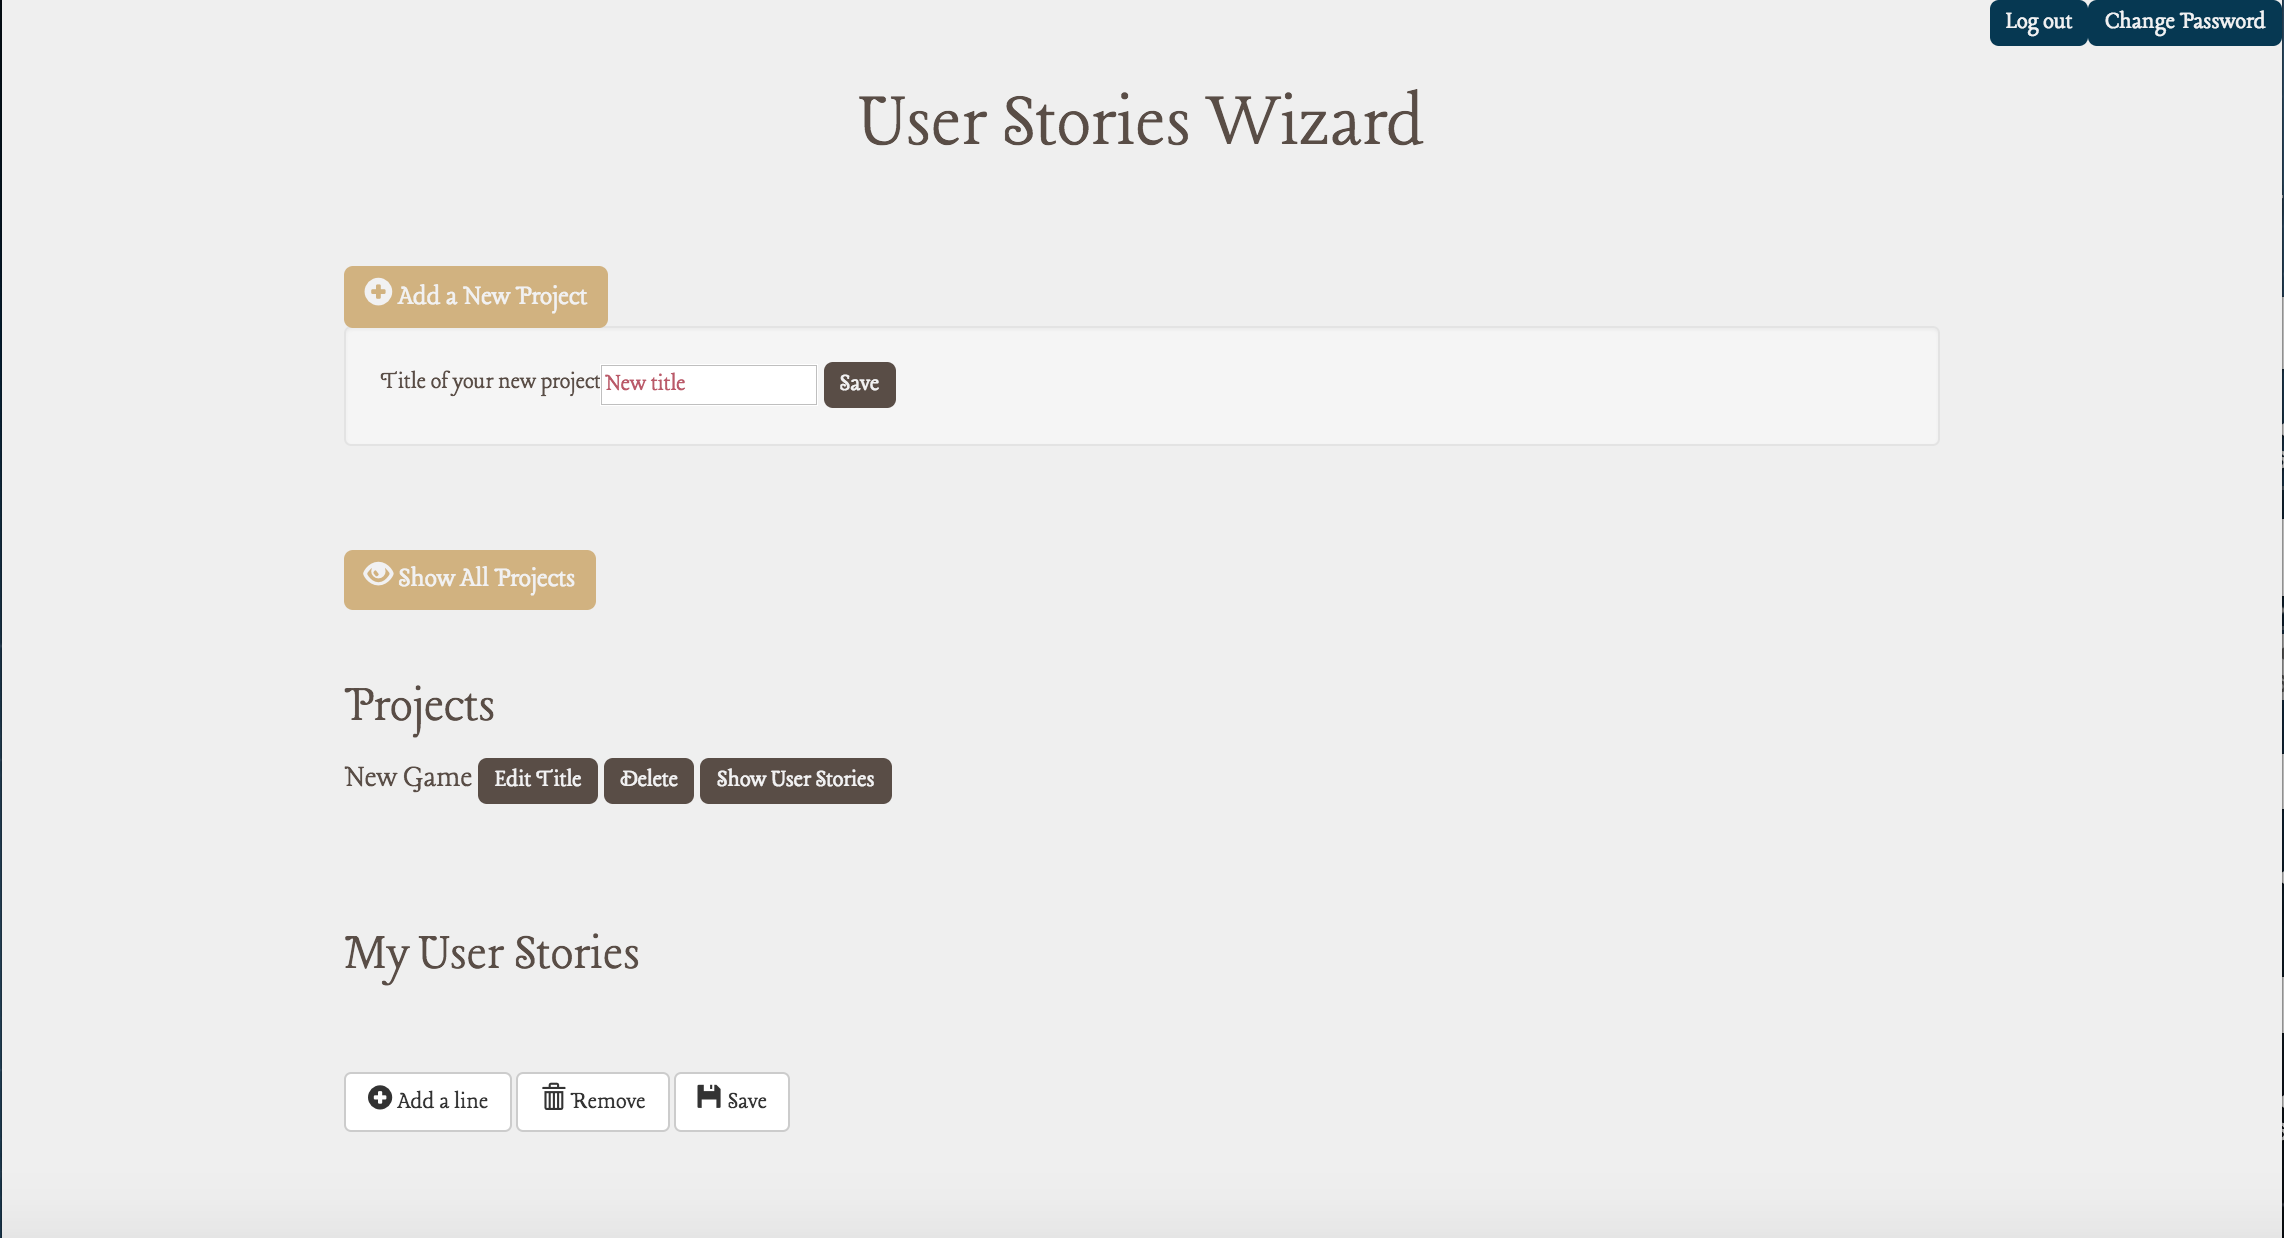 Log out Change Password
User Stories Wizard
Add a New Project
Title of your new project New title Save
Show All Projects
Projects
New Game Edit Title Delete Show User Stories
My User Stories
Add a line Remove Save